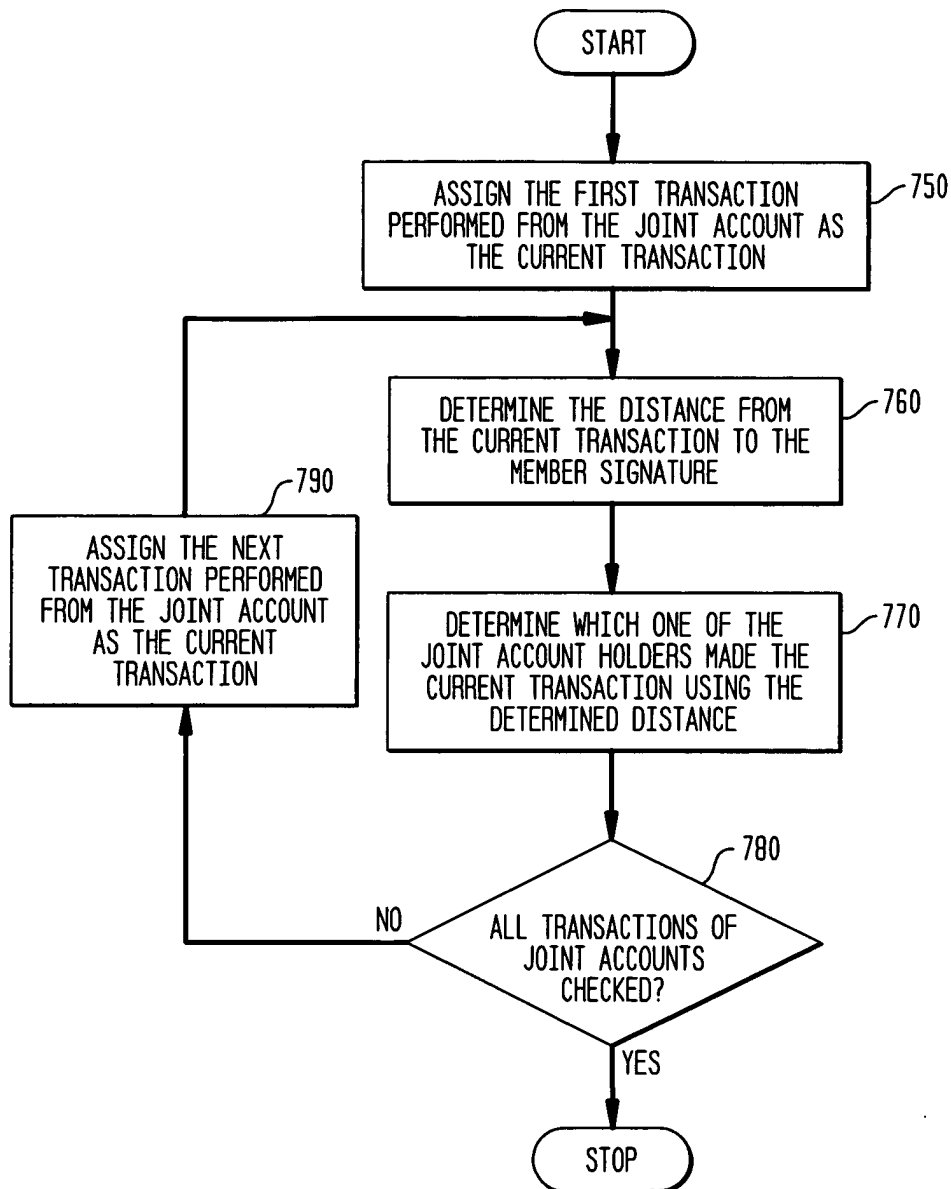 START
ASSIGN THE FIRST TRANSACTION
PERFORMED FROM THE JOINT ACCOUNT AS
THE CURRENT TRANSACTION
750
DETERMINE THE DISTANCE FROM
THE CURRENT TRANSACTION TO THE
MEMBER SIGNATURE
760
790
ASSIGN THE NEXT
TRANSACTION PERFORMED
FROM THE JOINT ACCOUNT
AS THE CURRENT
TRANSACTION
DETERMINE WHICH ONE OF THE
JOINT ACCOUNT HOLDERS MADE THE
CURRENT TRANSACTION USING THE
DETERMINED DISTANCE
770
780
NO
ALL TRANSACTIONS OF
JOINT ACCOUNTS
CHECKED?
YES
STOP